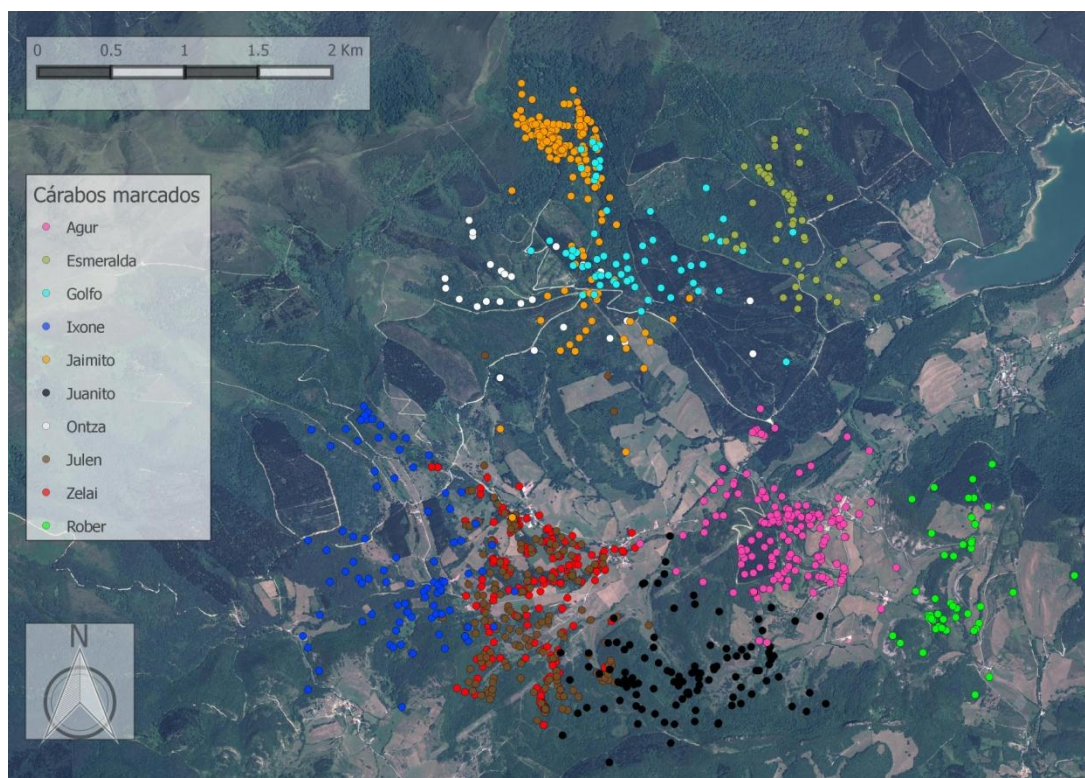 0 0.5 1 1.5 2 Km
Cárabos marcados
Agur
Esmeralda
Golfo
Ixone
Jaimito
Juanito
Ontza
Julen
Zelai
Rober
N